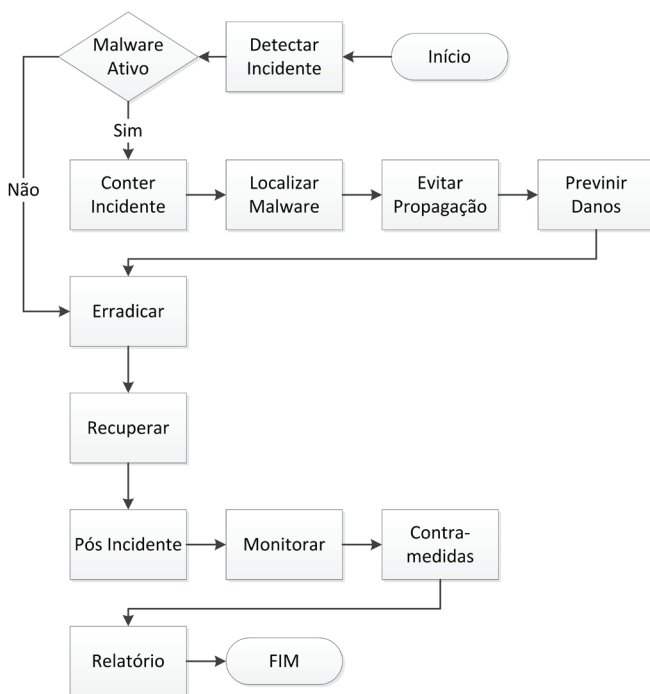 Malware
Ativo
Detectar
Incidente
Início
Sim
Não
Conter
Incidente
Localizar
Malware
Evitar
Propagação
Previnir
Danos
Erradicar
Recuperar
Pós Incidente
Monitorar
Contra-
medidas
Relatório
FIM